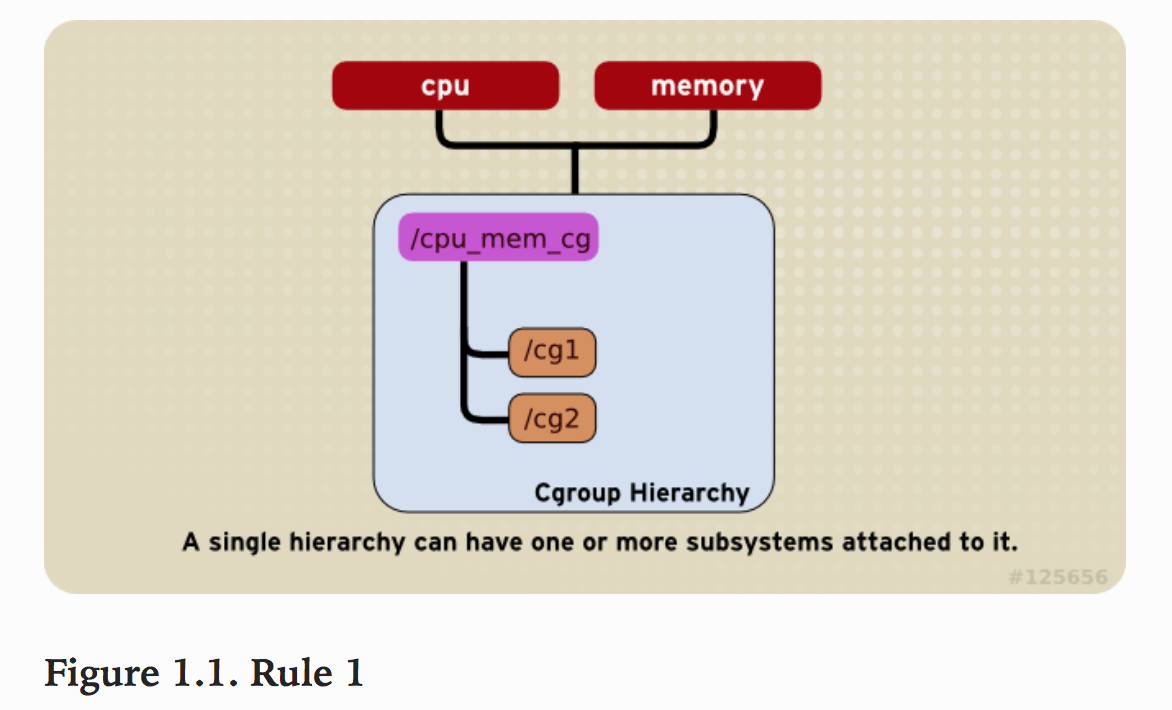 cpu
memory
/cpu_mem_cg
/cg1
/cg2
Cgroup Hierarchy
A single hierarchy can have one or more subsystems attached to it.
#125656
Figure 1.1. Rule 1